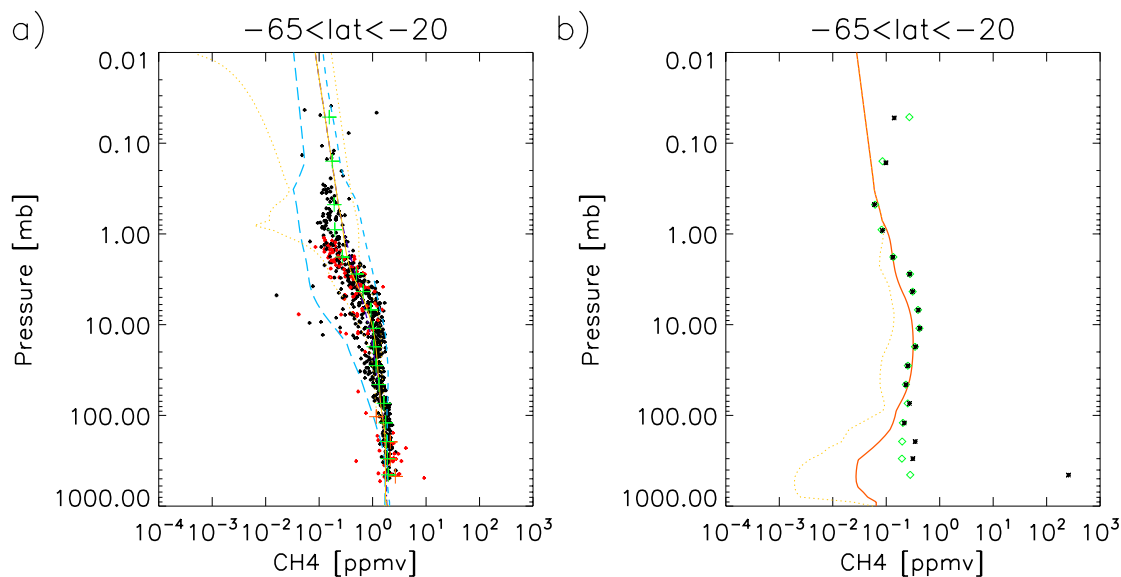 a)
−65<lat<−20
0.01
0.10
1.00
10.00
100.00
1000.00
Pressure [mb]
10⁻⁴ 10⁻³ 10⁻² 10⁻¹ 10⁰ 10¹ 10² 10³
CH4 [ppmv]
b)
−65<lat<−20
0.01
0.10
1.00
10.00
100.00
1000.00
Pressure [mb]
10⁻⁴ 10⁻³ 10⁻² 10⁻¹ 10⁰ 10¹ 10² 10³
CH4 [ppmv]